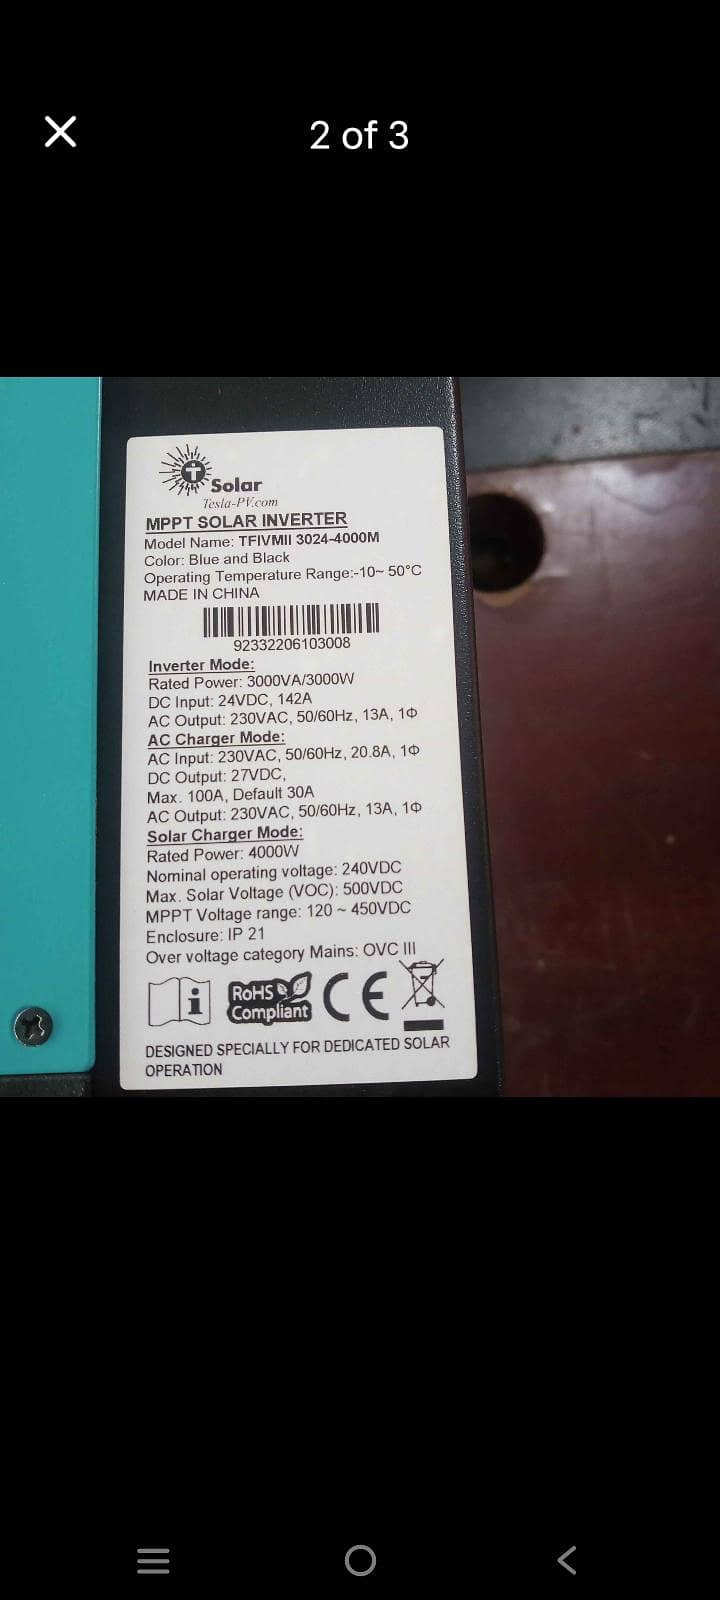 2 of 3
Solar
Tesla-PV.com
MPPT SOLAR INVERTER
Model Name: TFIVMII 3024-4000M
Color: Blue and Black
Operating Temperature Range:-10~ 50°C
MADE IN CHINA
92332206103008
Inverter Mode:
Rated Power: 3000VA/3000W
DC Input: 24VDC, 142A
AC Output: 230VAC, 50/60Hz, 13A, 1Φ
AC Charger Mode:
AC Input: 230VAC, 50/60Hz, 20.8A, 1Φ
DC Output: 27VDC,
Max. 100A, Default 30A
AC Output: 230VAC, 50/60Hz, 13A, 1Φ
Solar Charger Mode:
Rated Power: 4000W
Nominal operating voltage: 240VDC
Max. Solar Voltage (VOC): 500VDC
MPPT Voltage range: 120 ~ 450VDC
Enclosure: IP 21
Over voltage category Mains: OVC III
i
RoHS
Compliant
CE
DESIGNED SPECIALLY FOR DEDICATED SOLAR
OPERATION